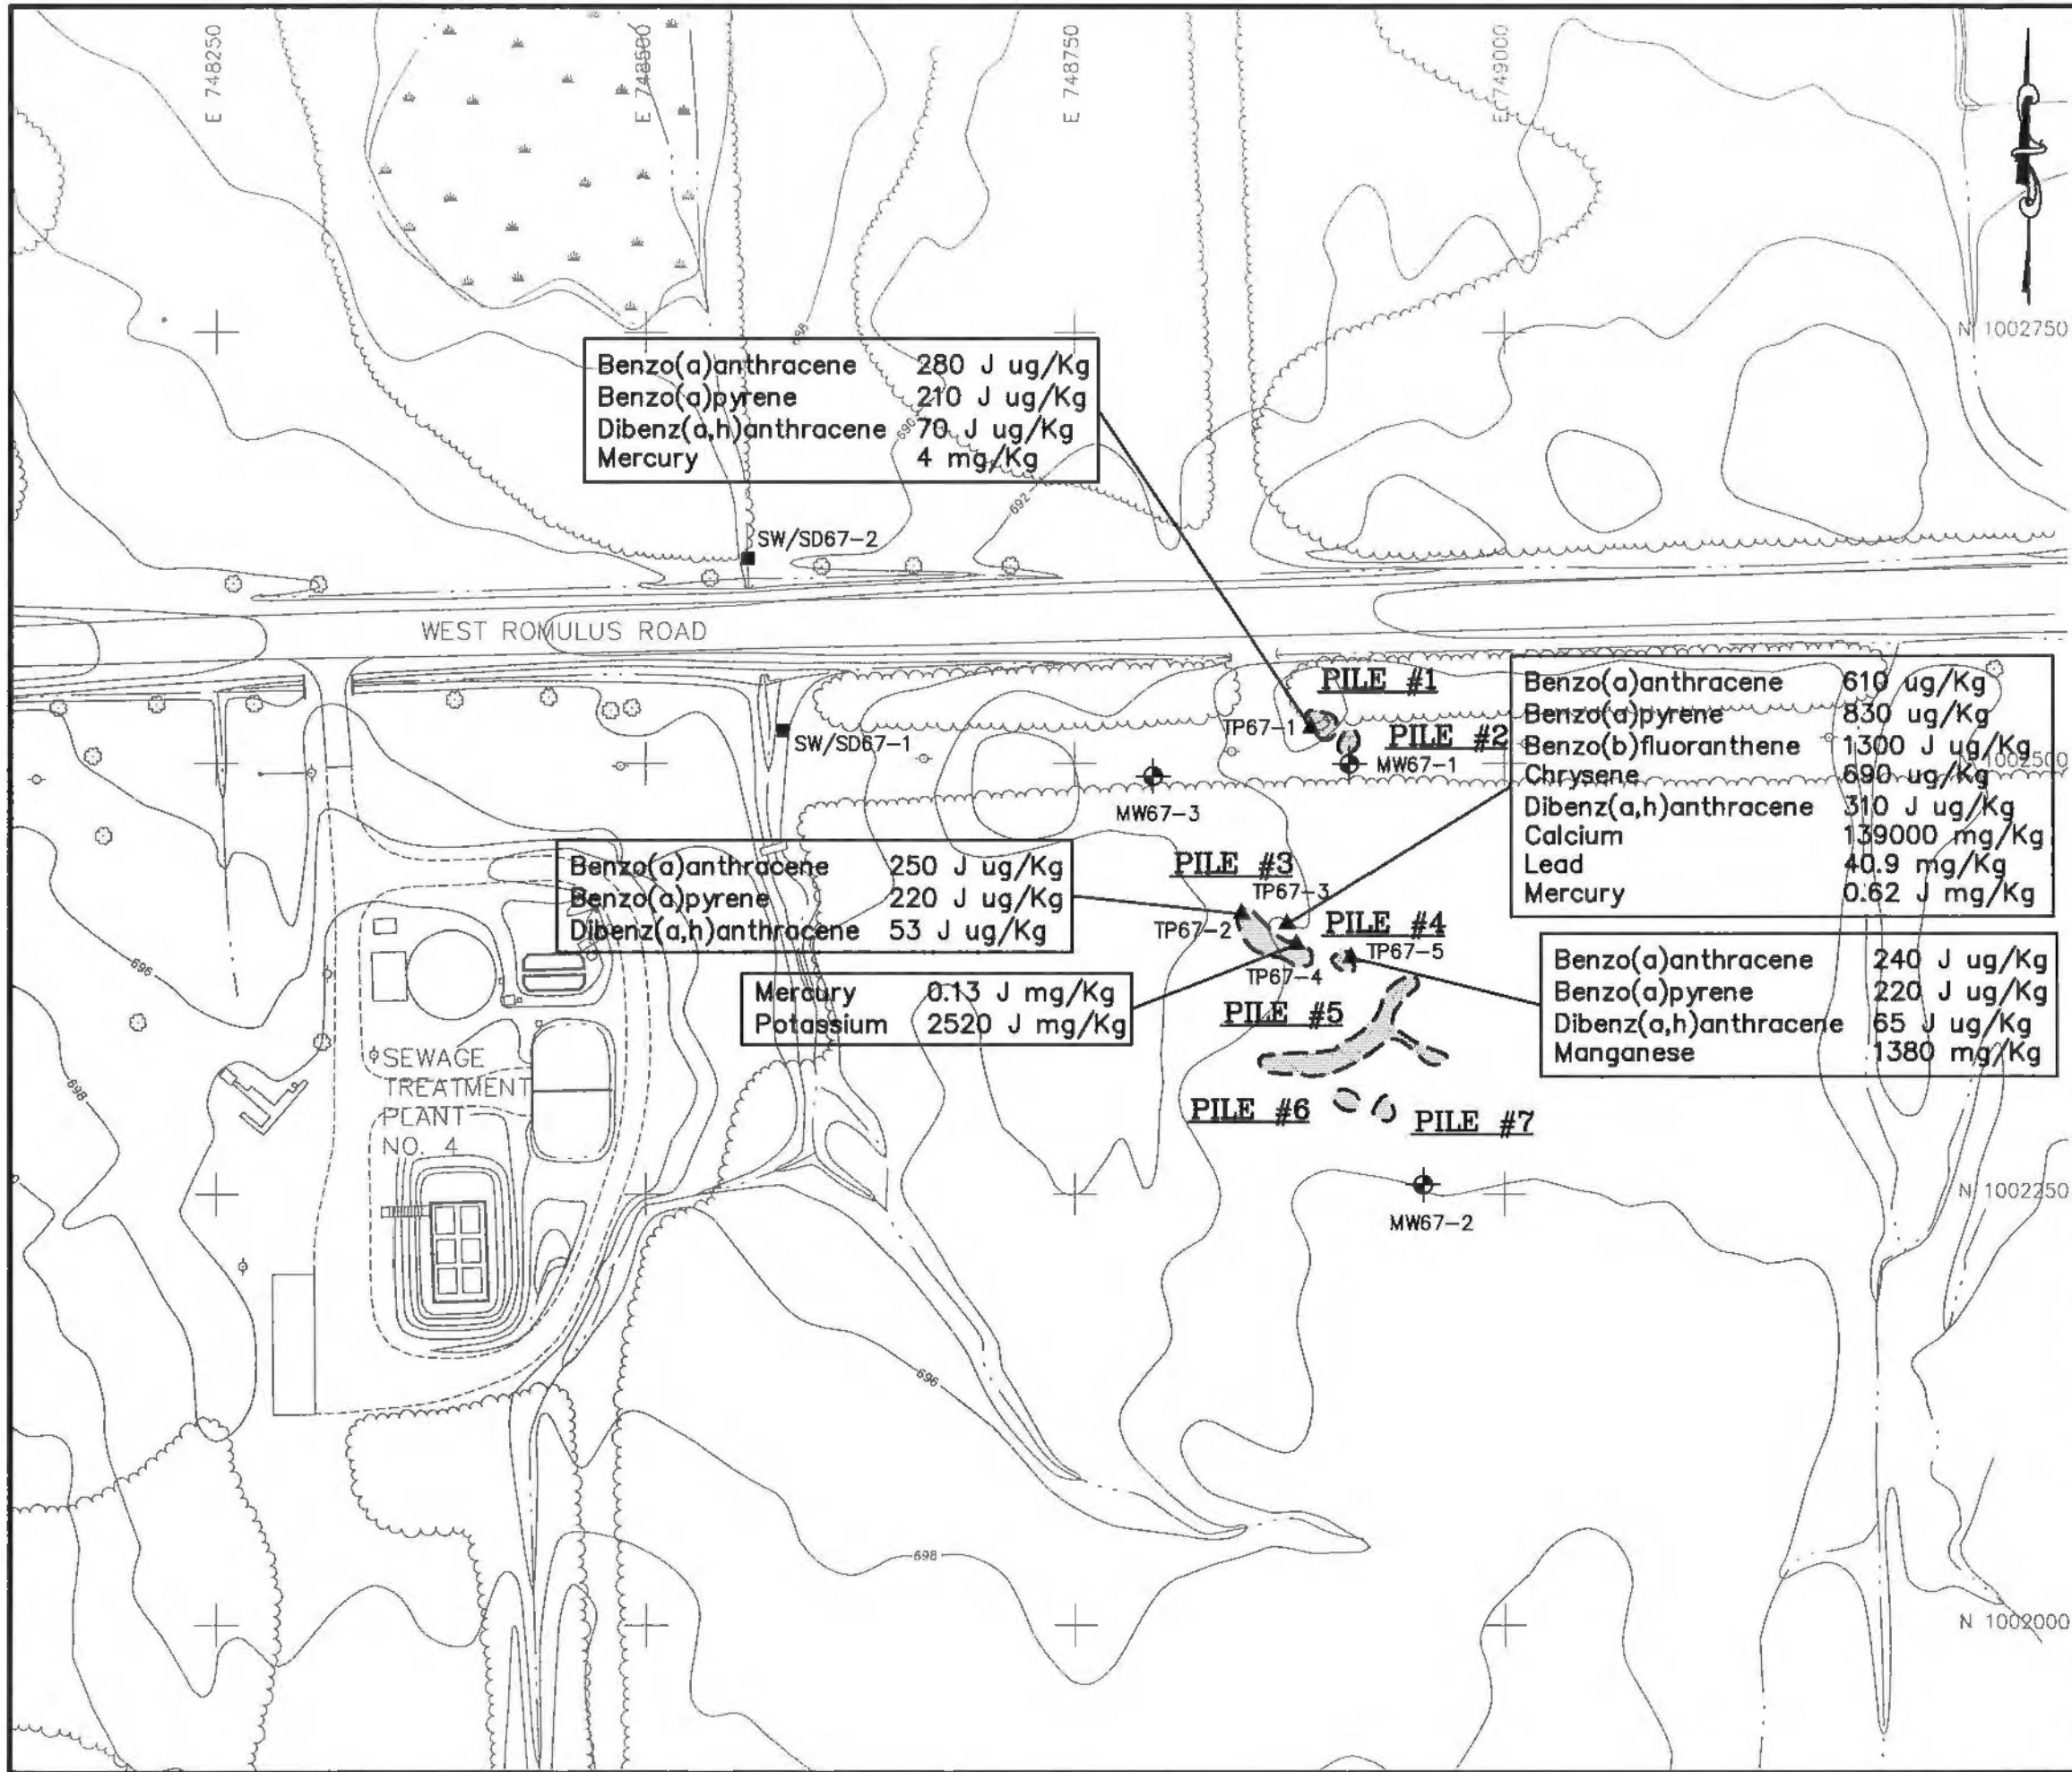 E 748250
E 748500
E 748750
E 749000
N 1002750
688
Benzo(a)anthracene 280 J ug/Kg
Benzo(a)pyrene 210 J ug/Kg
Dibenz(a,h)anthracene 70 J ug/Kg
Mercury 4 mg/Kg
690
692
SW/SD67-2
WEST ROMULUS ROAD
PILE #1
TP67-1
SW/SD67-1
PILE #2
MW67-1
MW67-3
Benzo(a)anthracene 610 ug/Kg
Benzo(a)pyrene 830 ug/Kg
Benzo(b)fluoranthene 1300 J ug/Kg
Chrysene 690 ug/Kg
Dibenz(a,h)anthracene 310 J ug/Kg
Calcium 139000 mg/Kg
Lead 40.9 mg/Kg
Mercury 0.62 J mg/Kg
N 1002500
Benzo(a)anthracene 250 J ug/Kg
Benzo(a)pyrene 220 J ug/Kg
Dibenz(a,h)anthracene 53 J ug/Kg
PILE #3
TP67-3
TP67-2
PILE #4
TP67-5
TP67-4
Mercury 0.13 J mg/Kg
Potassium 2520 J mg/Kg
PILE #5
Benzo(a)anthracene 240 J ug/Kg
Benzo(a)pyrene 220 J ug/Kg
Dibenz(a,h)anthracene 65 J ug/Kg
Manganese 1380 mg/Kg
696
698
SEWAGE
TREATMENT
PLANT
NO. 4
PILE #6
PILE #7
N 1002250
MW67-2
696
698
N 1002000